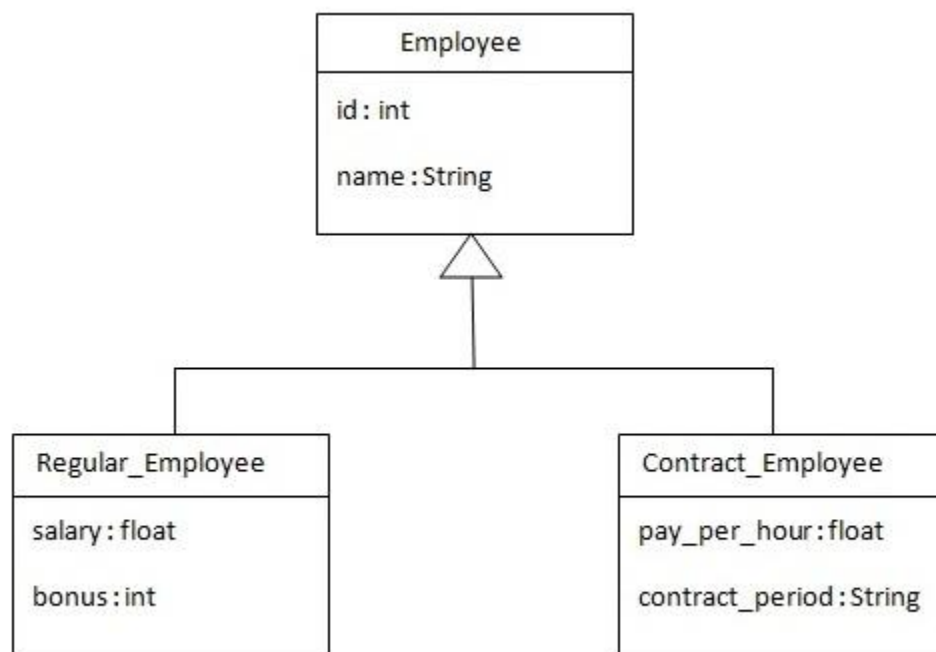 Employee
id: int
name:String
Regular_Employee
salary:float
bonus:int
Contract_Employee
pay_per_hour:float
contract_period:String